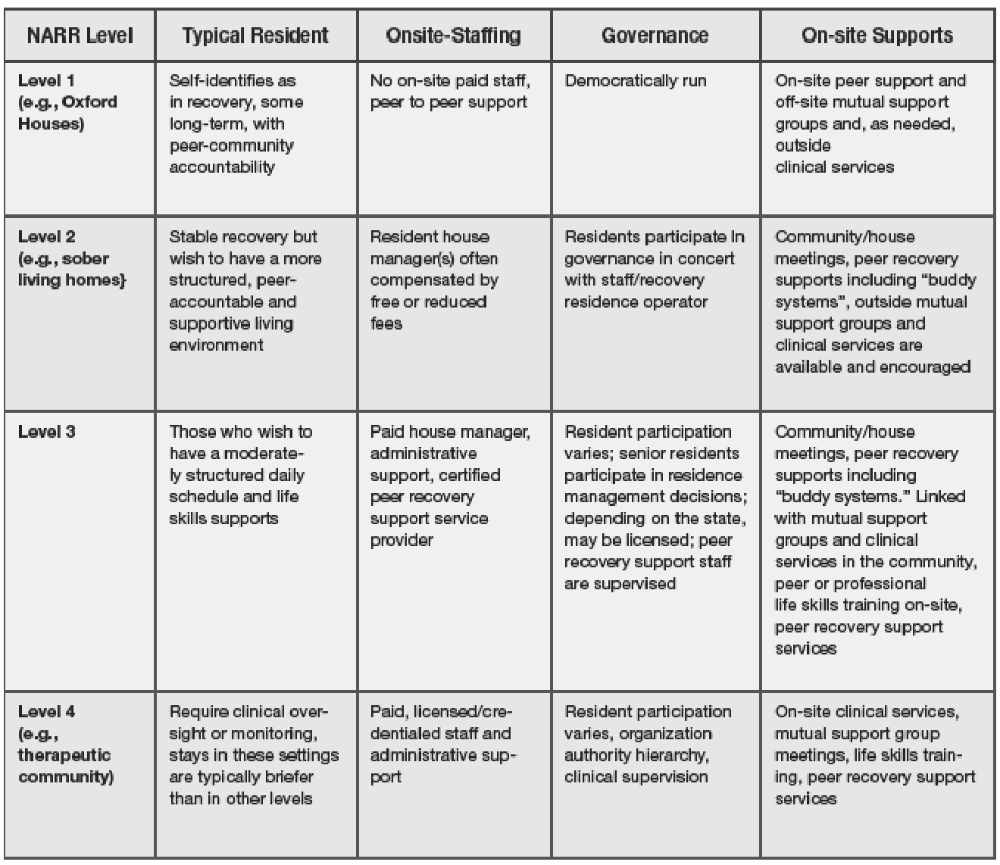 NARR Level
Typical Resident
Onsite-Staffing
Governance
On-site Supports
Level 1
(e.g., Oxford
Houses)
Self-identifies as
in recovery, some
long-term, with
peer-community
accountability
No on-site paid staff,
peer to peer support
Democratically run
On-site peer support and
off-site mutual support
groups and, as needed,
outside
clinical services
Level 2
(e.g., sober
living homes}
Stable recovery but
wish to have a more
structured, peer-
accountable and
supportive living
environment
Resident house
manager(s) often
compensated by
free or reduced
fees
Residents participate In
governance in concert
with staff/recovery
residence operator
Community/house
meetings, peer recovery
supports including “buddy
systems”, outside mutual
support groups and
clinical services are
available and encouraged
Level 3
Those who wish to
have a moderate-
ly structured daily
schedule and life
skills supports
Paid house manager,
administrative
support, certified
peer recovery
support service
provider
Resident participation
varies; senior residents
participate in residence
management decisions;
depending on the state,
may be licensed; peer
recovery support staff
are supervised
Community/house
meetings, peer recovery
supports including
“buddy systems.” Linked
with mutual support
groups and clinical
services in the community,
peer or professional
life skills training on-site,
peer recovery support
services
Level 4
(e.g.,
therapeutic
community)
Require clinical over-
sight or monitoring,
stays in these settings
are typically briefer
than in other levels
Paid, licensed/cre-
dentialed staff and
administrative sup-
port
Resident participation
varies, organization
authority hierarchy,
clinical supervision
On-site clinical services,
mutual support group
meetings, life skills train-
ing, peer recovery support
services